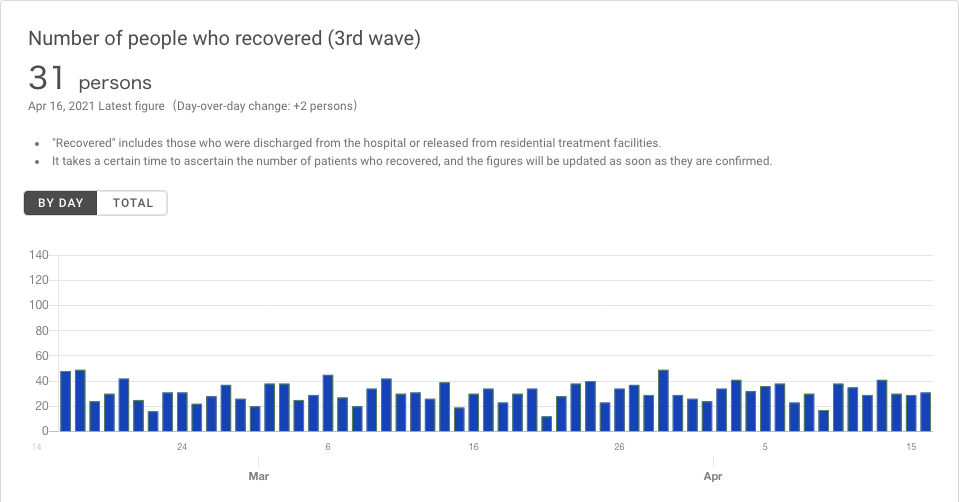 Number of people who recovered (3rd wave)
31 persons
Apr 16, 2021 Latest figure (Day-over-day change: +2 persons)
• "Recovered" includes those who were discharged from the hospital or released from residential treatment facilities.
• It takes a certain time to ascertain the number of patients who recovered, and the figures will be updated as soon as they are confirmed.
BY DAY TOTAL
140
120
100
80
60
40
20
0
14 24 6 16 26 5 15
Mar Apr